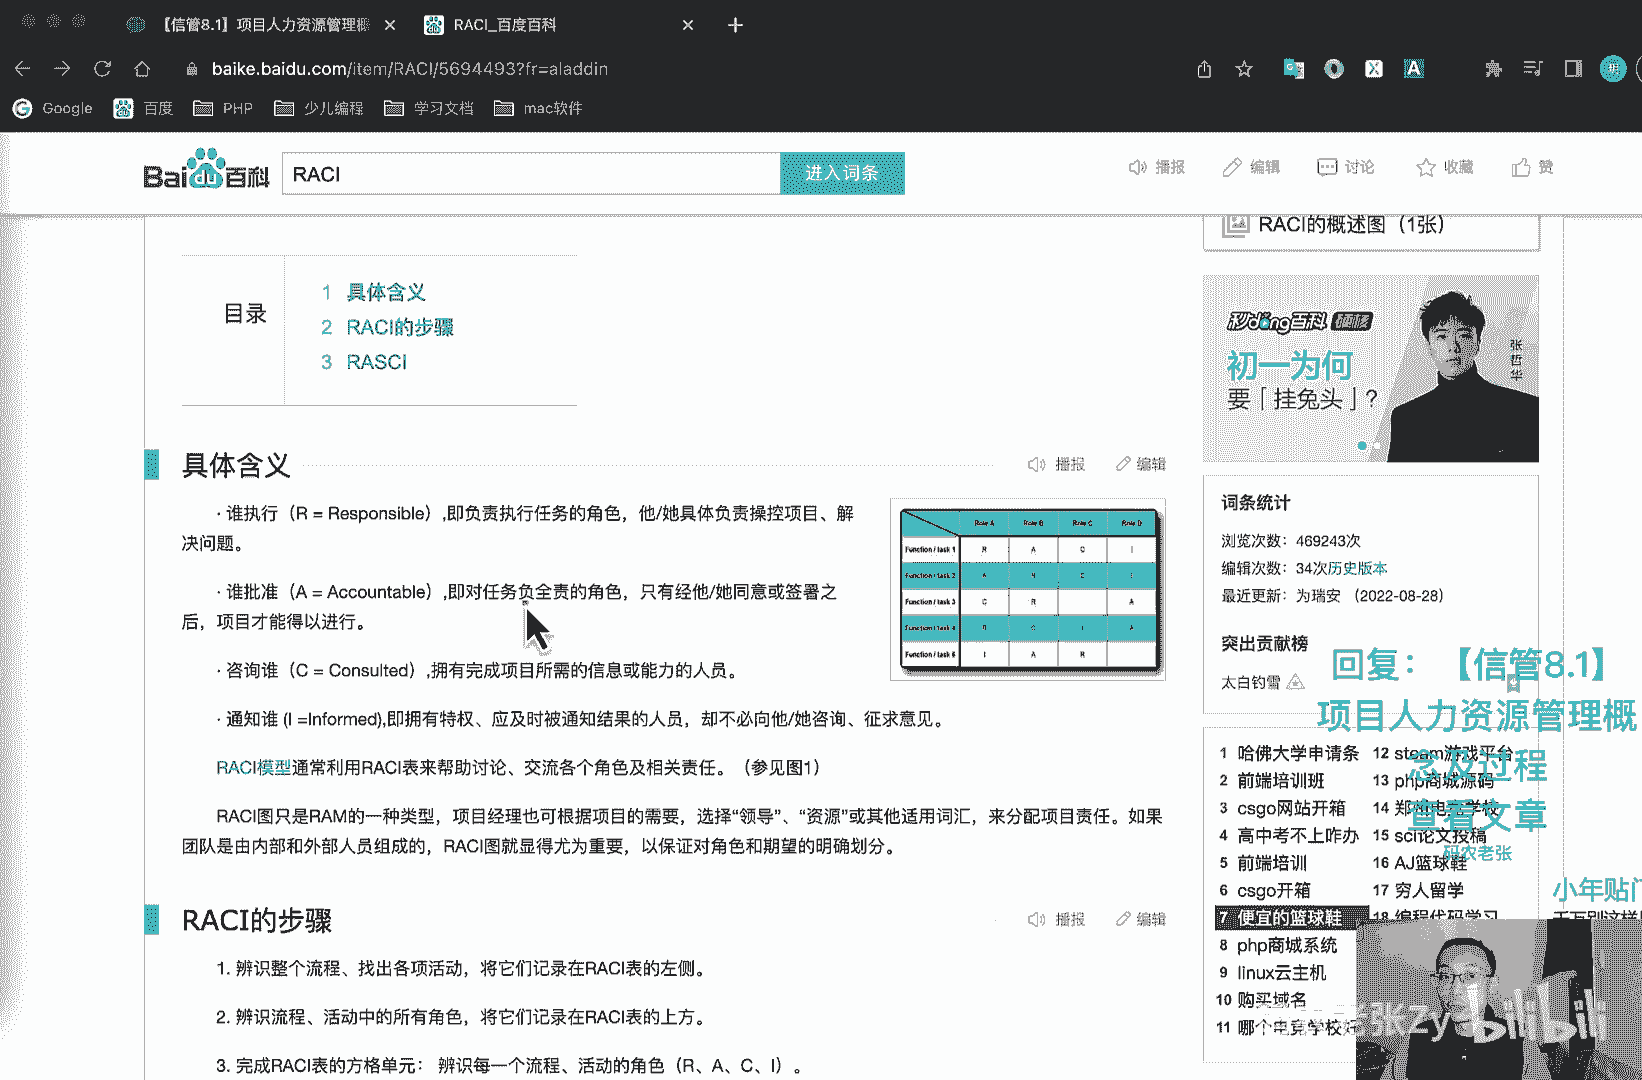 【信管8.1】项目人力资源管理概
RACI_百度百科
baike.baidu.com/item/RACI/5694493?fr=aladdin
Google
百度
PHP
少儿编程
学习文档
mac软件
Bai du 百科
RACI
进入词条
播报
编辑
讨论
收藏
赞
RACI的概述图（1张）
目录
1 具体含义
2 RACI的步骤
3 RASCI
秒dong百科 硬核
初一为何
要「挂兔头」?
具体含义
播报
编辑
· 谁执行（R = Responsible）,即负责执行任务的角色，他/她具体负责操控项目、解
决问题。
· 谁批准（A = Accountable）,即对任务负全责的角色，只有经他/她同意或签署之
后，项目才能得以进行。
· 咨询谁（C = Consulted）,拥有完成项目所需的信息或能力的人员。
· 通知谁 (I =Informed),即拥有特权、应及时被通知结果的人员，却不必向他/她咨询、征求意见。
RACI模型通常利用RACI表来帮助讨论、交流各个角色及相关责任。（参见图1）
RACI图只是RAM的一种类型，项目经理也可根据项目的需要，选择“领导”、“资源”或其他适用词汇，来分配项目责任。如果
团队是由内部和外部人员组成的，RACI图就显得尤为重要，以保证对角色和期望的明确划分。
Role A Role B Role C Role D
Function / task 1 R A C I
Function / task 2
Function / task 3 C R A
Function / task 4
Function / task 5 I A R
RACI的步骤
播报
编辑
1. 辨识整个流程、找出各项活动，将它们记录在RACI表的左侧。
2. 辨识流程、活动中的所有角色，将它们记录在RACI表的上方。
3. 完成RACI表的方格单元： 辨识每一个流程、活动的角色（R、A、C、I）。
词条统计
浏览次数：469243次
编辑次数：34次历史版本
最近更新：为瑞安 （2022-08-28）
突出贡献榜
太白钓雪
回复：【信管8.1】
项目人力资源管理概
念及过程
查看文章
码农老张
1 哈佛大学申请条
2 前端培训班
3 csgo网站开箱
4 高中考不上咋办
5 前端培训
6 csgo开箱
7 便宜的篮球鞋
8 php商城系统
9 linux云主机
10 购买域名
11 哪个电竞学校好
12 steam游戏平台
13 php商城源码
14 郑州电竞学校
15 sci论文投稿
16 AJ篮球鞋
17 穷人留学
18 编程代码学习
小年贴门
bilibili